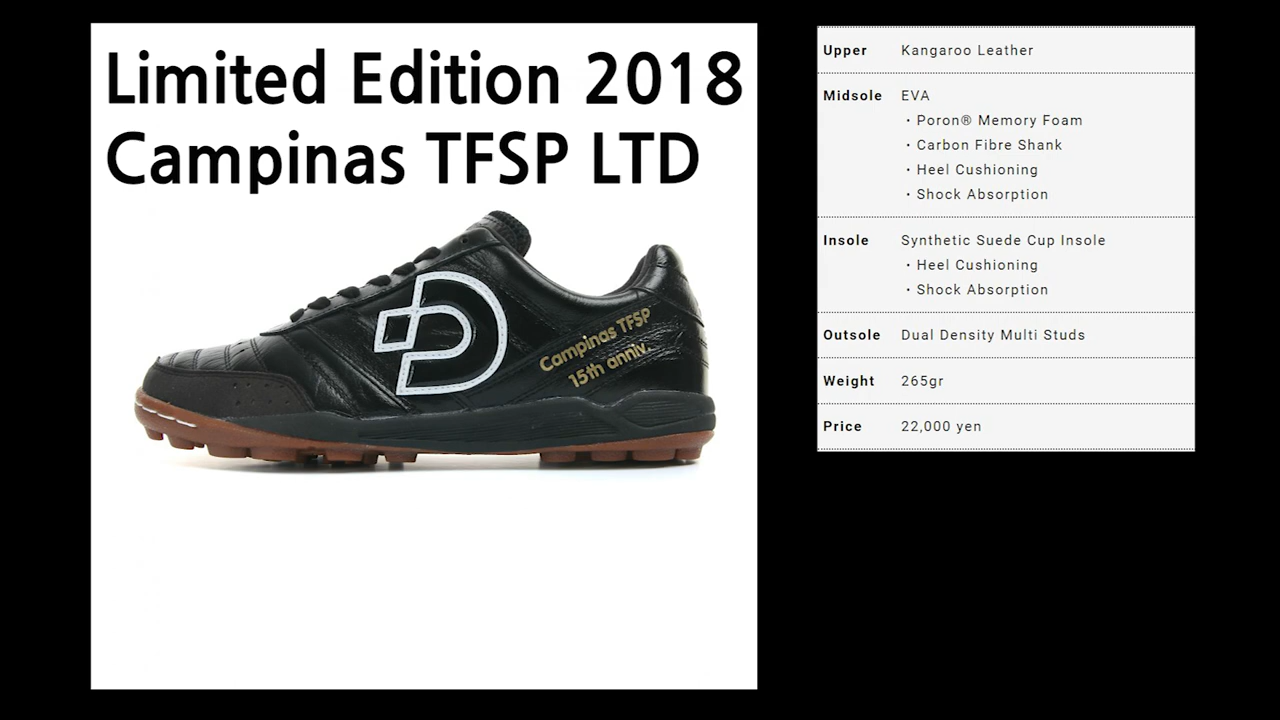 Limited Edition 2018
Campinas TFSP LTD
Campinas TFSP
15th anniv.
Upper Kangaroo Leather
Midsole EVA
・Poron® Memory Foam
・Carbon Fibre Shank
・Heel Cushioning
・Shock Absorption
Insole Synthetic Suede Cup Insole
・Heel Cushioning
・Shock Absorption
Outsole Dual Density Multi Studs
Weight 265gr
Price 22,000 yen